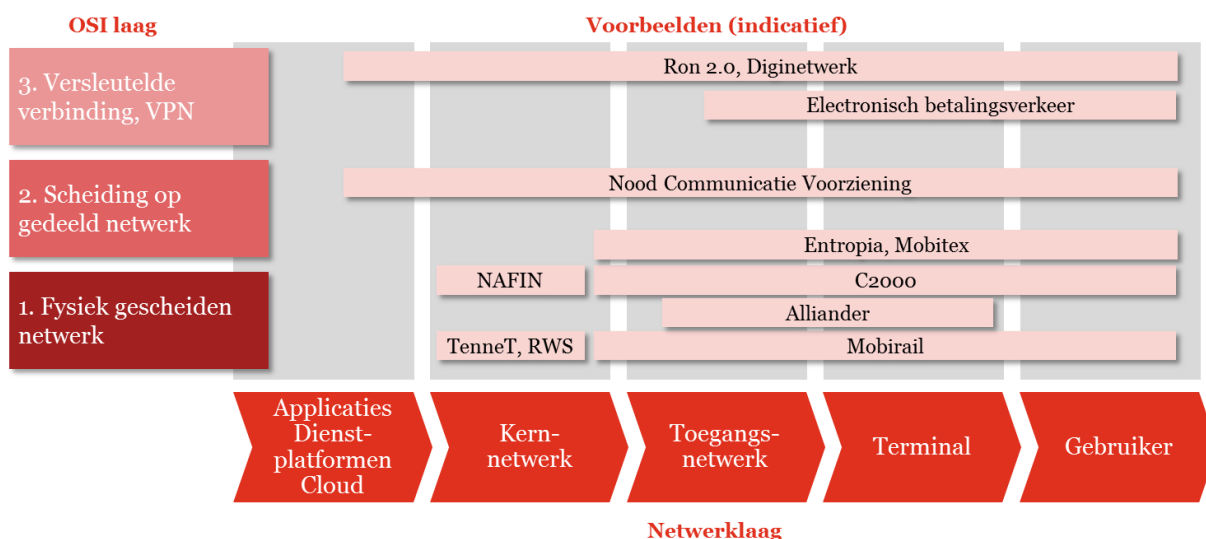 OSI laag
Voorbeelden (indicatief)
3. Versleutelde
verbinding, VPN
Ron 2.0, Diginetwerk
Electronisch betalingsverkeer
2. Scheiding op
gedeeld netwerk
Nood Communicatie Voorziening
Entropia, Mobitex
1. Fysiek gescheiden
netwerk
NAFIN
C2000
Alliander
TenneT, RWS
Mobirail
Applicaties
Dienst-
platformen
Cloud
Kern-
netwerk
Toegangs-
netwerk
Terminal
Gebruiker
Netwerklaag